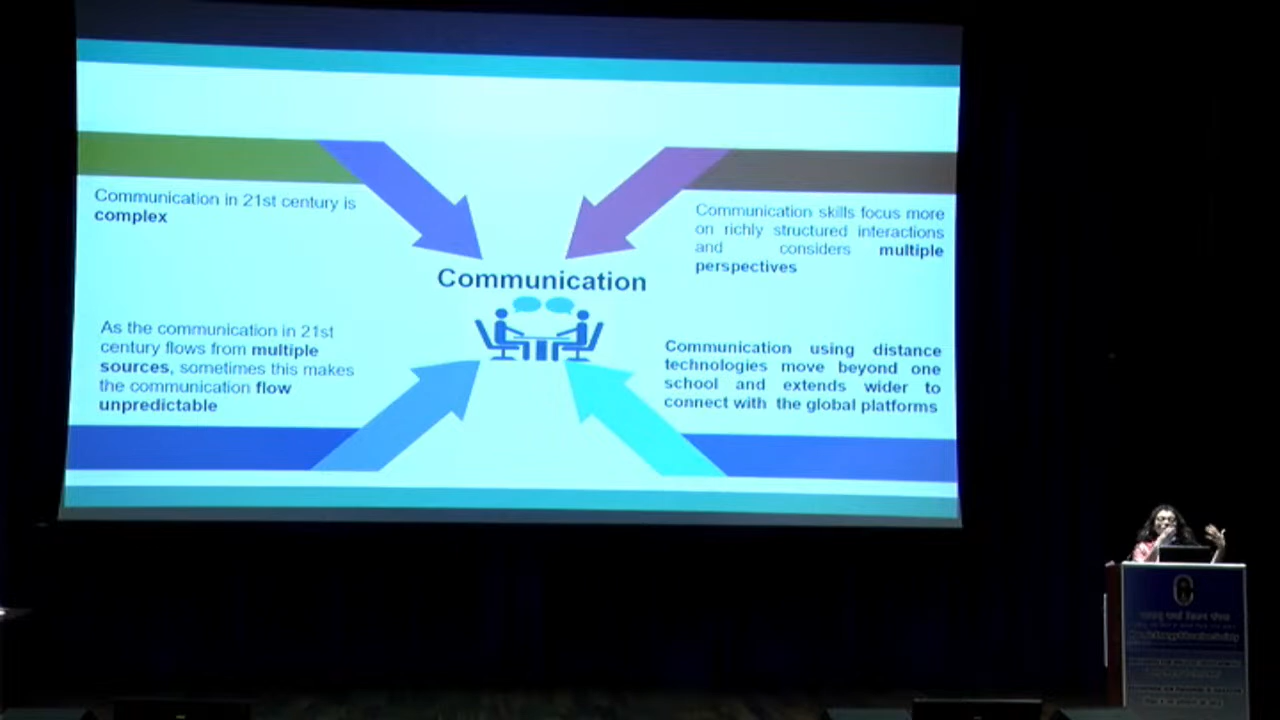 Communication in 21st century is
complex
Communication skills focus more
on richly structured interactions
and considers multiple
perspectives
Communication
As the communication in 21st
century flows from multiple
sources, sometimes this makes
the communication flow
unpredictable
Communication using distance
technologies move beyond one
school and extends wider to
connect with the global platforms